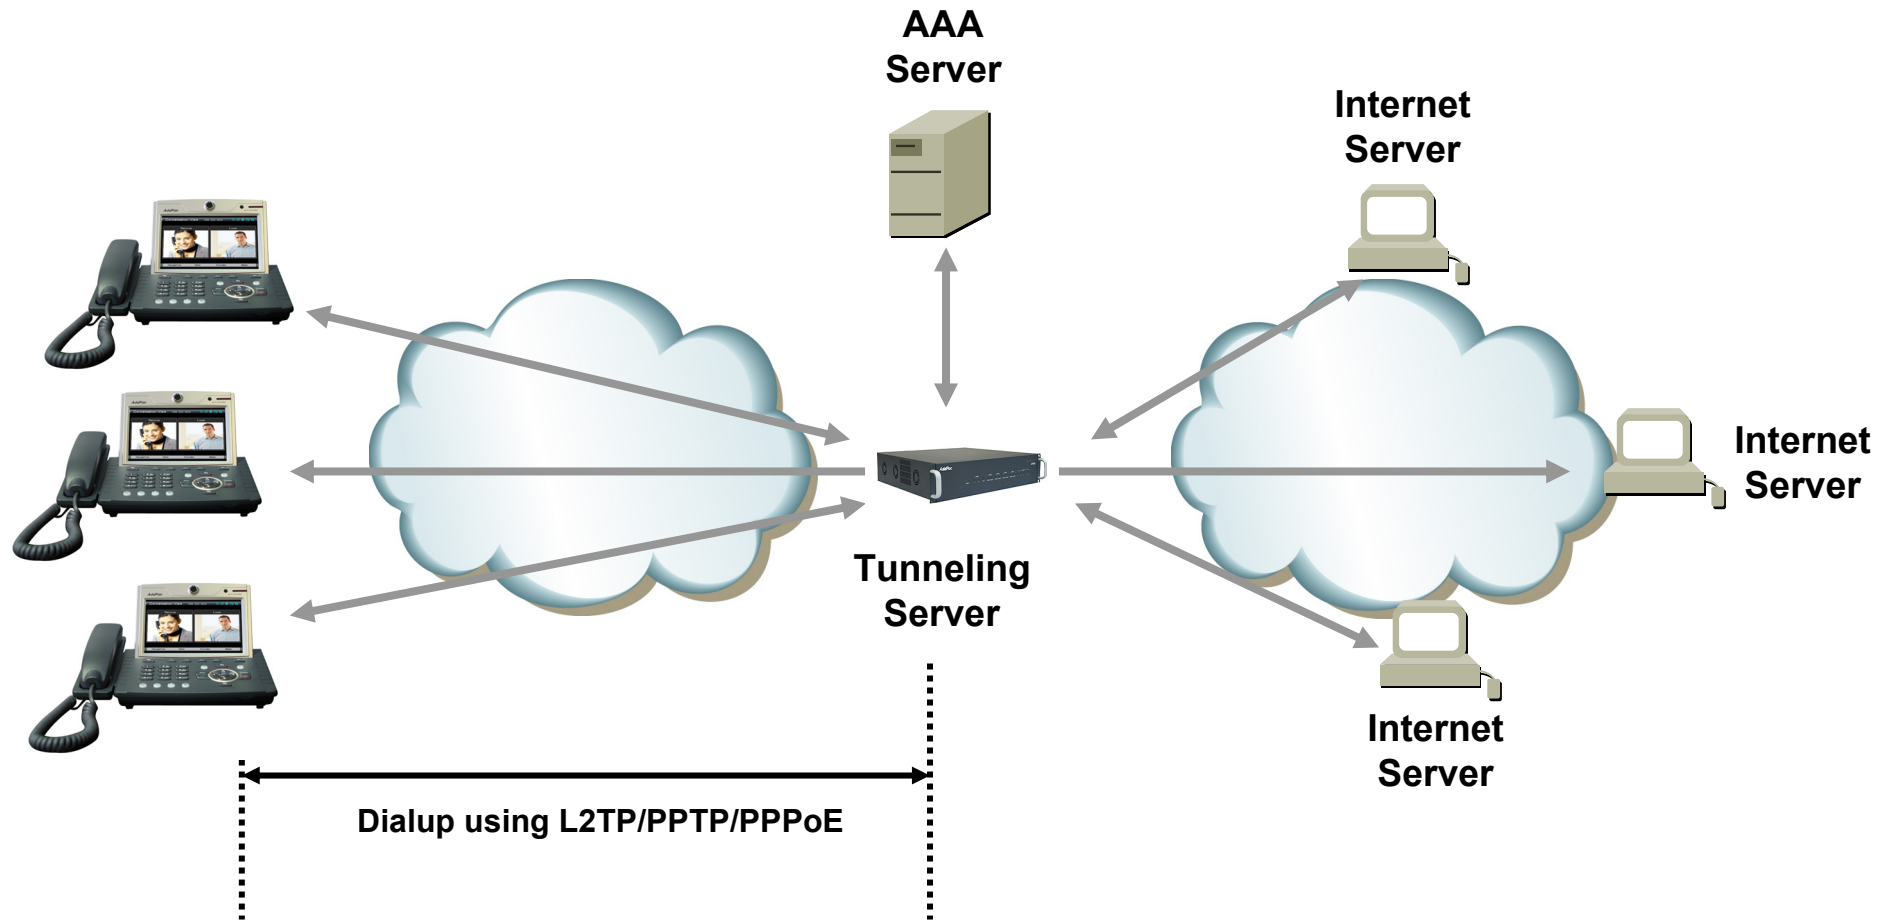 AAA
Server
Internet
Server
Internet
Server
Tunneling
Server
Internet
Server
Dialup using L2TP/PPTP/PPPoE